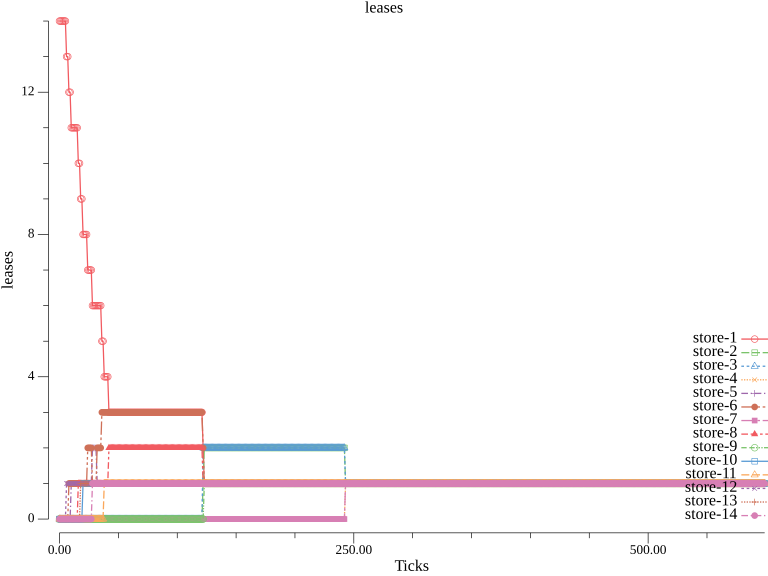 leases
12
8
4
0
leases
0.00
250.00
500.00
Ticks
store-1
store-2
store-3
store-4
store-5
store-6
store-7
store-8
store-9
store-10
store-11
store-12
store-13
store-14